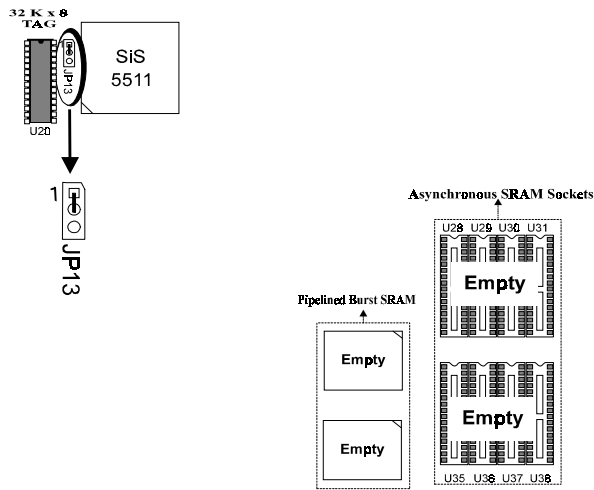 32 K x 8
TAG
SiS
5511
1
JP13
U20
1
JP13
Asynchronous SRAM Sockets
U28 U29 U30 U31
Empty
Pipelined Burst SRAM
Empty
Empty
Empty
U35 U36 U37 U38